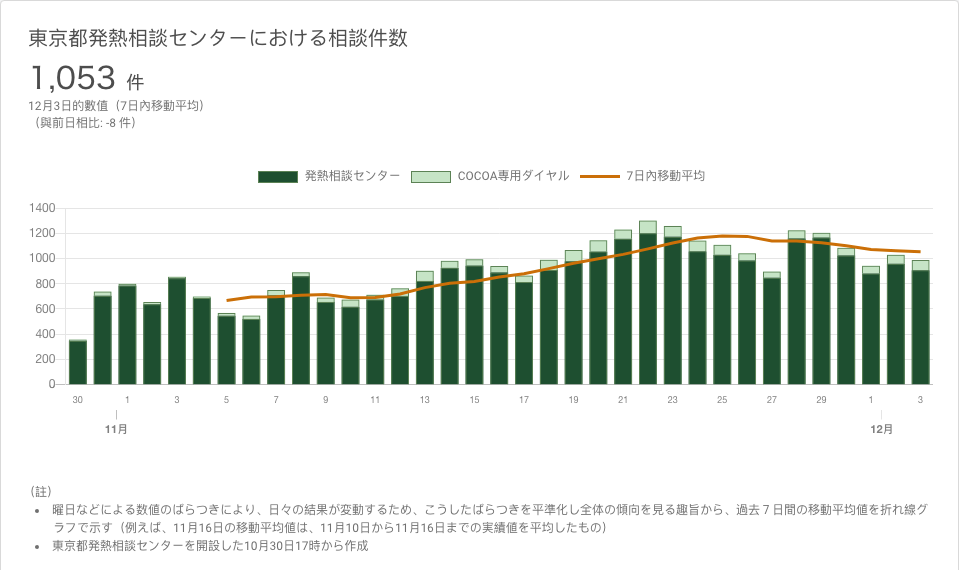 東京都発熱相談センターにおける相談件数
1,053 件
12月3日的數值（7日內移動平均）
（與前日相比: -8 件）
発熱相談センター COCOA専用ダイヤル 7日內移動平均
1400
1200
1000
800
600
400
200
0
30 1 3 5 7 9 11 13 15 17 19 21 23 25 27 29 1 3
11月 12月
（註）
• 曜日などによる数値のばらつきにより、日々の結果が変動するため、こうしたばらつきを平準化し全体の傾向を見る趣旨から、過去７日間の移動平均値を折れ線グ
ラフで示す（例えば、11月16日の移動平均値は、11月10日から11月16日までの実績値を平均したもの）
• 東京都発熱相談センターを開設した10月30日17時から作成